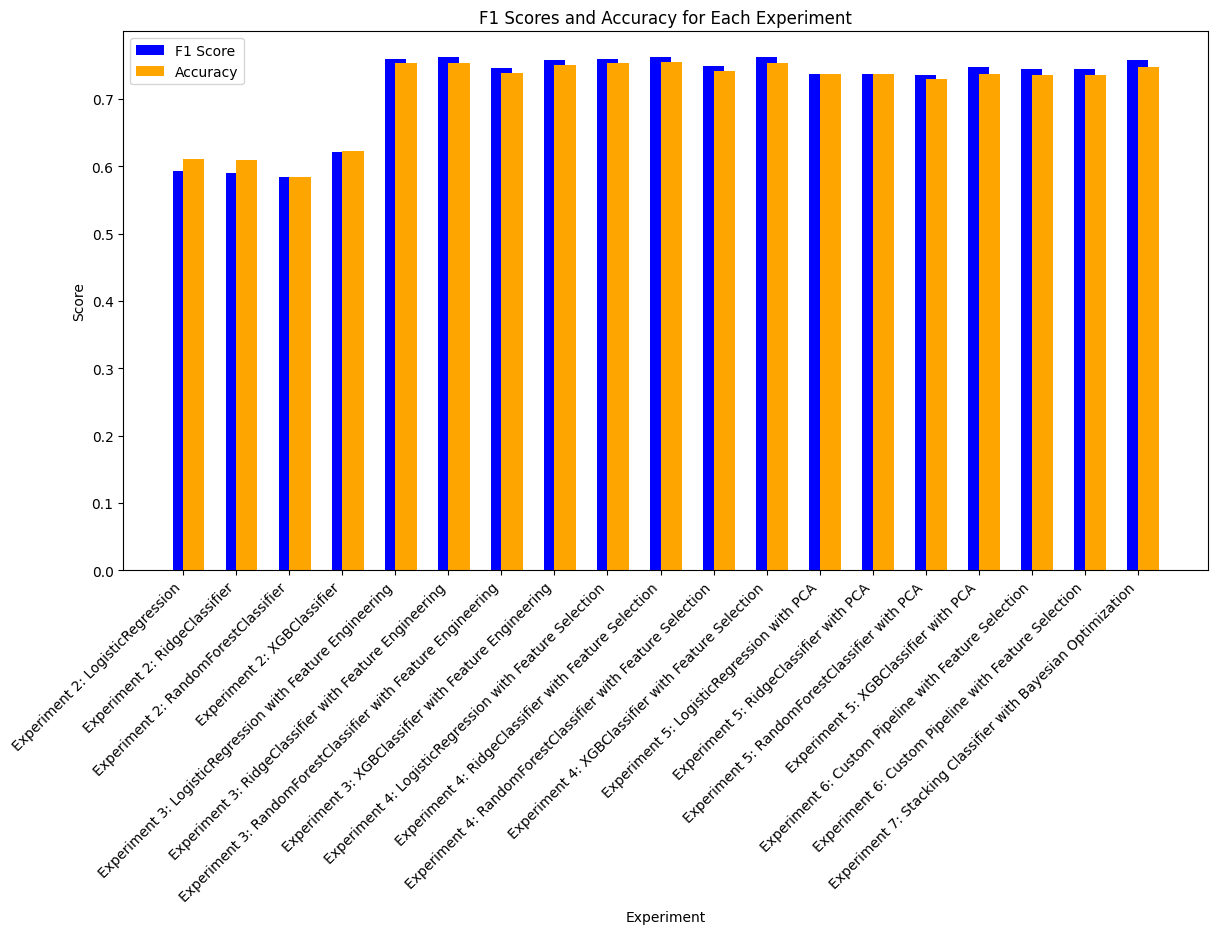 F1 Scores and Accuracy for Each Experiment
F1 Score
Accuracy
Score
0.7
0.6
0.5
0.4
0.3
0.2
0.1
0.0
Experiment 2: LogisticRegression
Experiment 2: RidgeClassifier
Experiment 2: RandomForestClassifier
Experiment 2: XGBClassifier
Experiment 3: LogisticRegression with Feature Engineering
Experiment 3: RidgeClassifier with Feature Engineering
Experiment 3: RandomForestClassifier with Feature Engineering
Experiment 3: XGBClassifier with Feature Engineering
Experiment 4: LogisticRegression with Feature Selection
Experiment 4: RidgeClassifier with Feature Selection
Experiment 4: RandomForestClassifier with Feature Selection
Experiment 4: XGBClassifier with Feature Selection
Experiment 5: LogisticRegression with PCA
Experiment 5: RidgeClassifier with PCA
Experiment 5: RandomForestClassifier with PCA
Experiment 5: XGBClassifier with PCA
Experiment 6: Custom Pipeline with Feature Selection
Experiment 6: Custom Pipeline with Feature Selection
Experiment 7: Stacking Classifier with Bayesian Optimization
Experiment